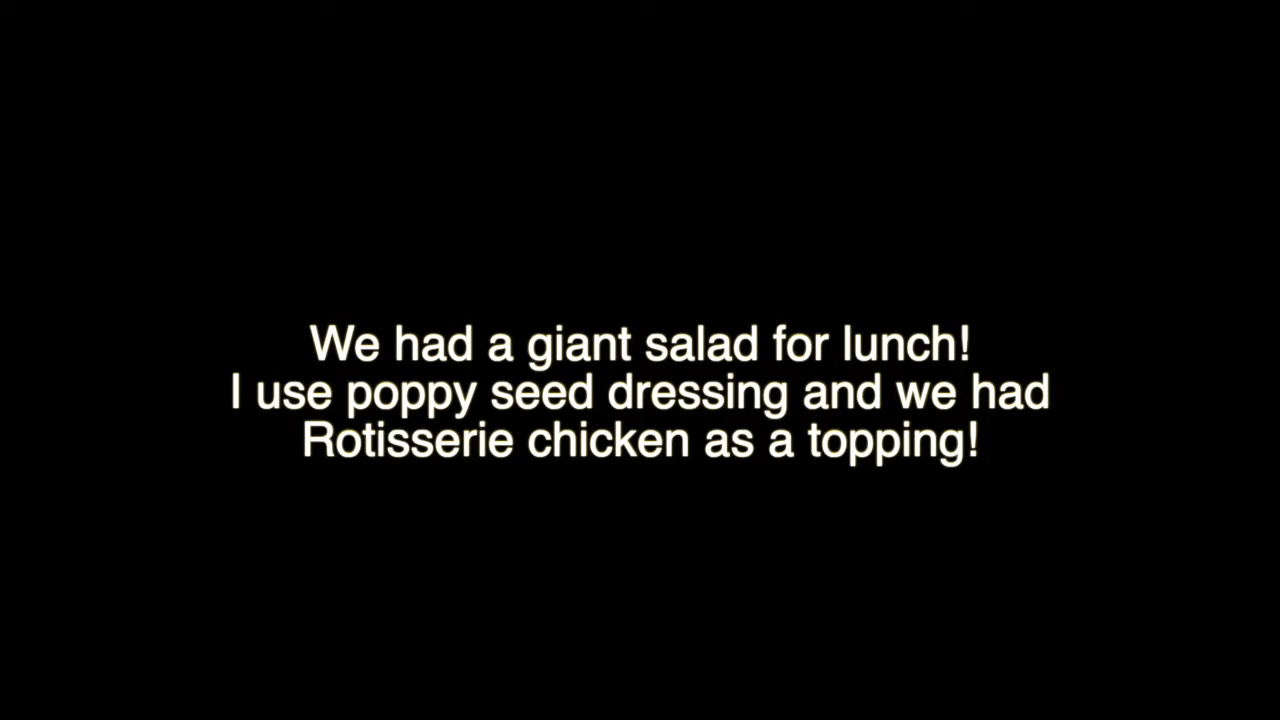 We had a giant salad for lunch!
I use poppy seed dressing and we had
Rotisserie chicken as a topping!